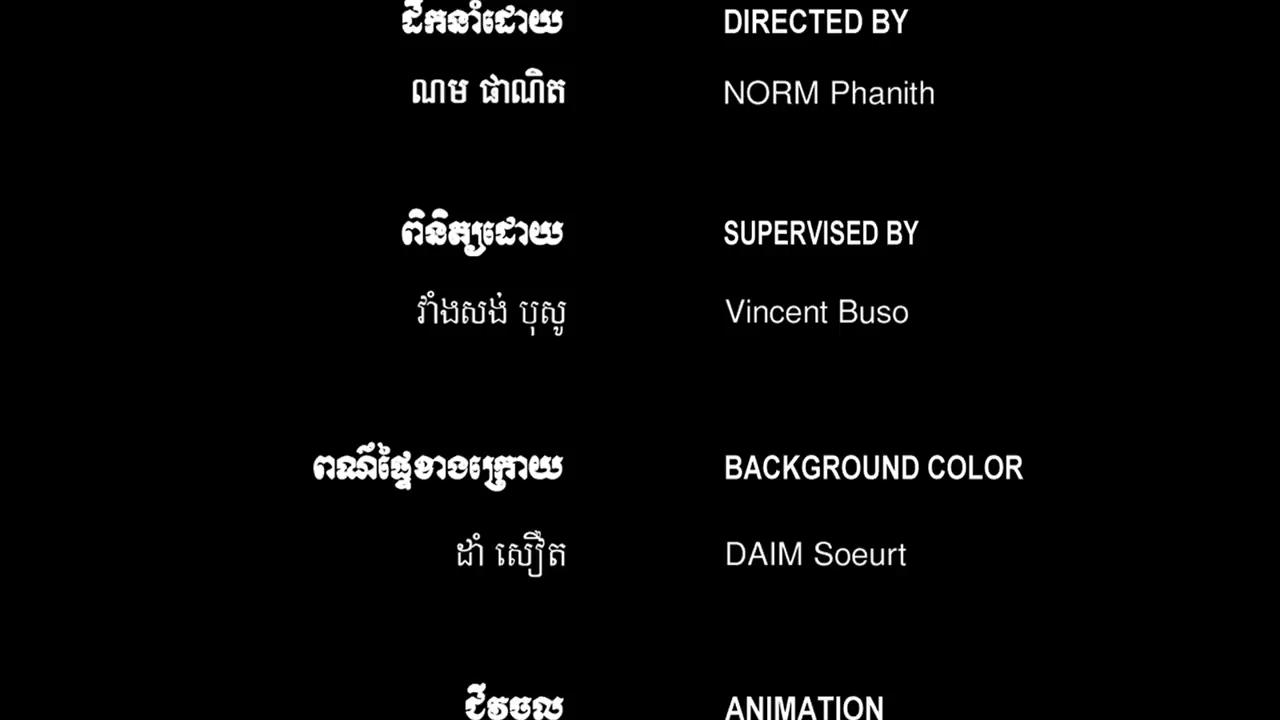 ដឹកនាំដោយ DIRECTED BY
ណម ផាណិត NORM Phanith
ពិនិត្យដោយ SUPERVISED BY
វ៉ាំងសង់ បុសូ Vincent Buso
ពណ៌ផ្ទៃខាងក្រោយ BACKGROUND COLOR
ដាំ សឿត DAIM Soeurt
ជីវចល ANIMATION